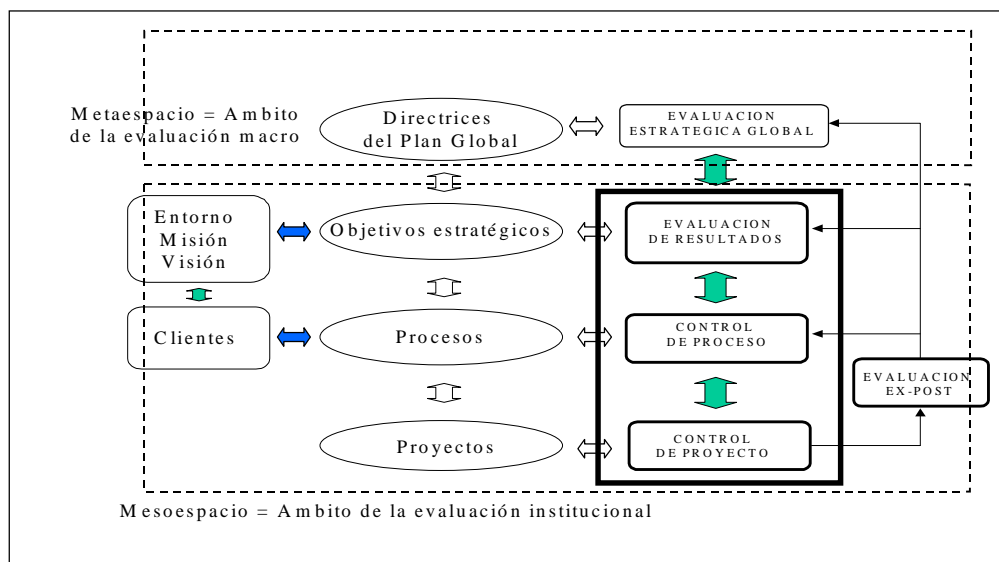 Metaespacio = Ambito
de la evaluación macro
Directrices
del Plan Global
EVALUACION
ESTRATEGICA GLOBAL
Entorno
Misión
Visión
Objetivos estratégicos
EVALUACION
DE RESULTADOS
Clientes
Procesos
CONTROL
DE PROCESO
EVALUACION
EX-POST
Proyectos
CONTROL
DE PROYECTO
Mesoespacio = Ambito de la evaluación institucional